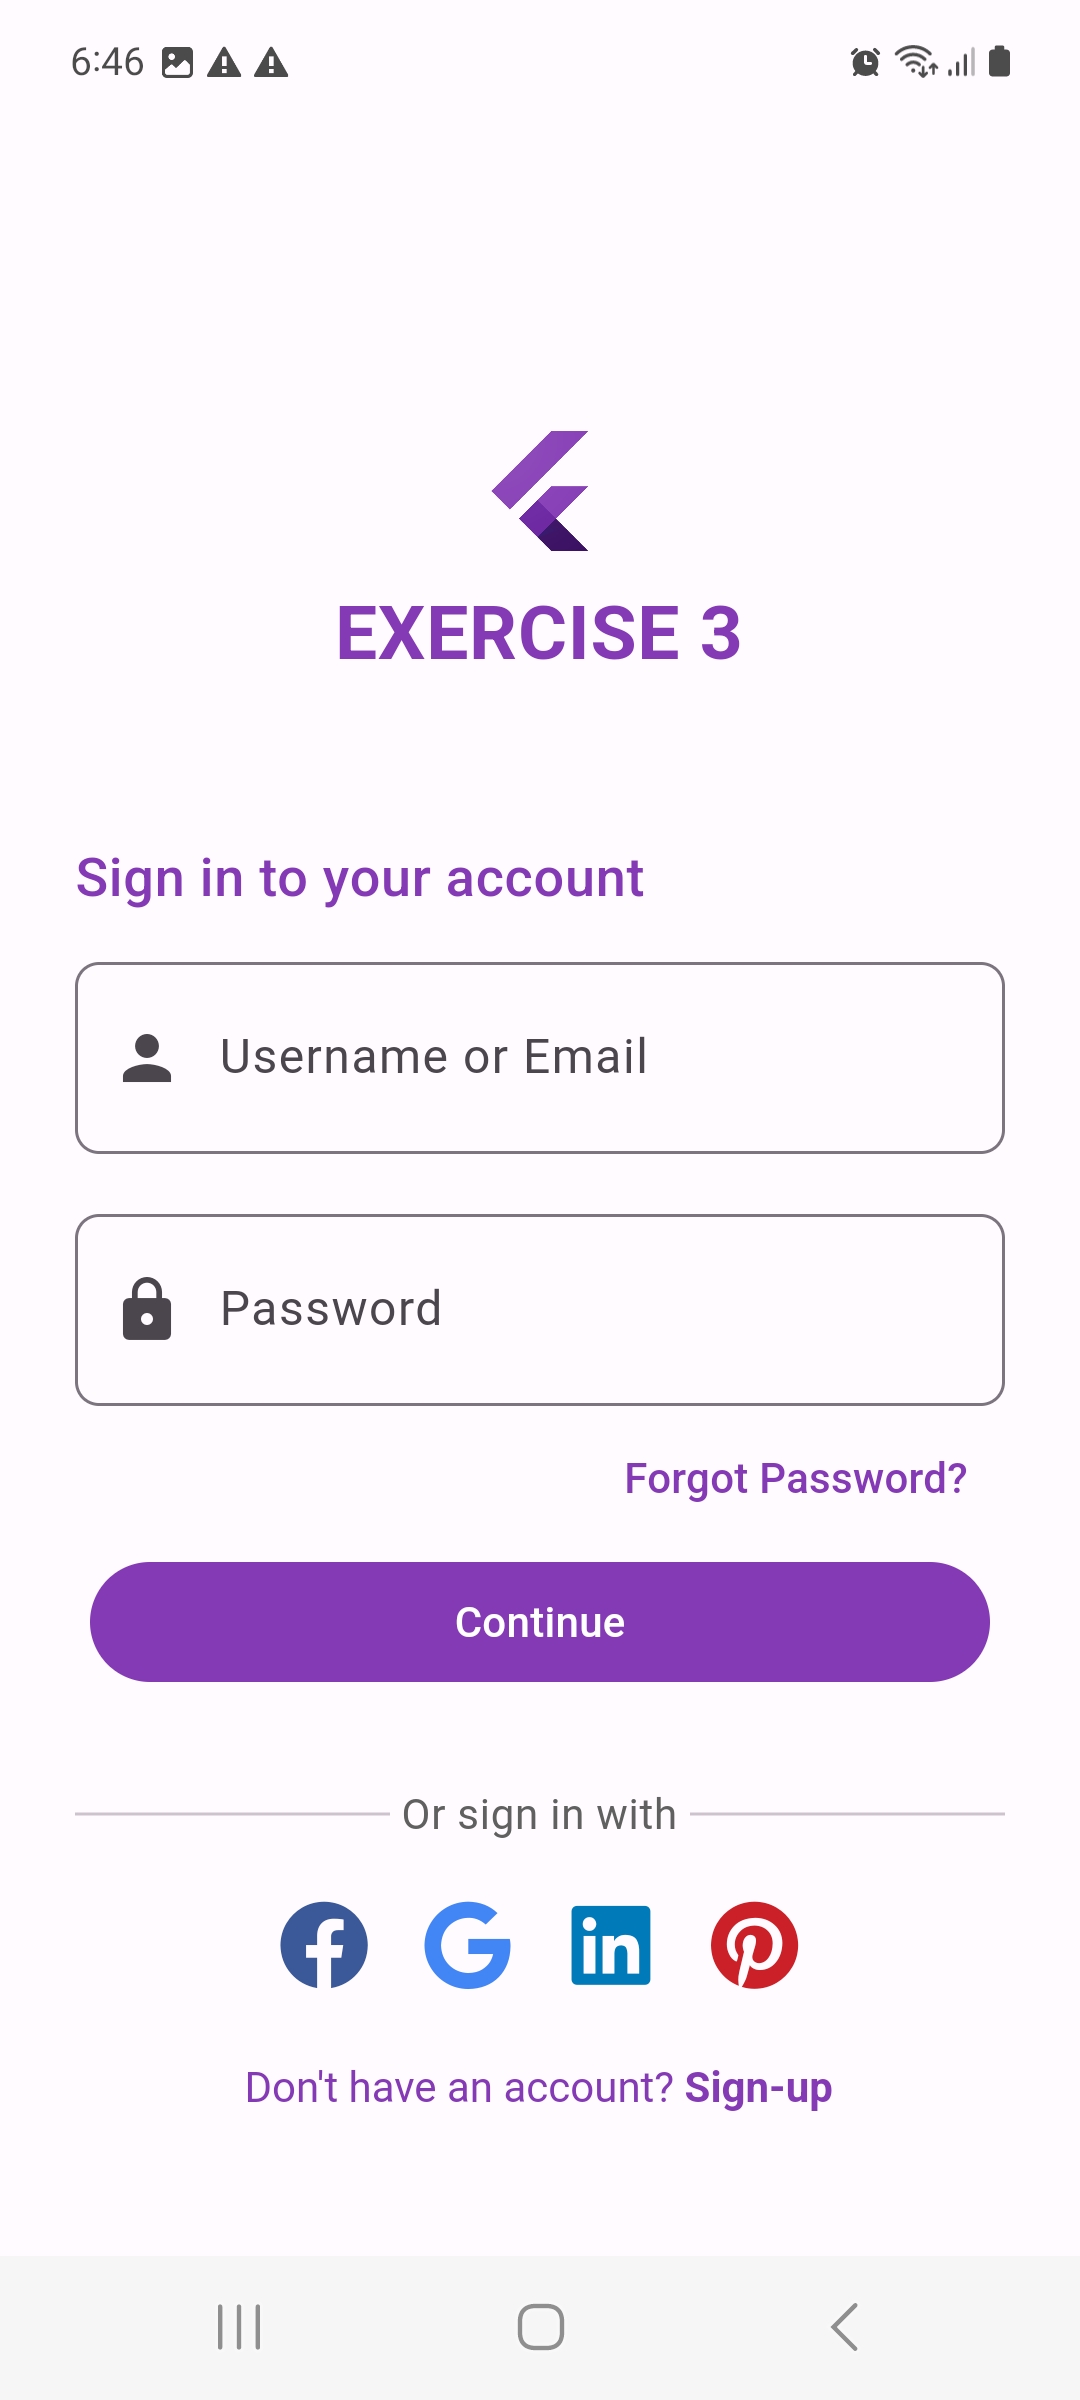 6:46
EXERCISE 3
Sign in to your account
Username or Email
Password
Forgot Password?
Continue
Or sign in with
Don't have an account? Sign-up